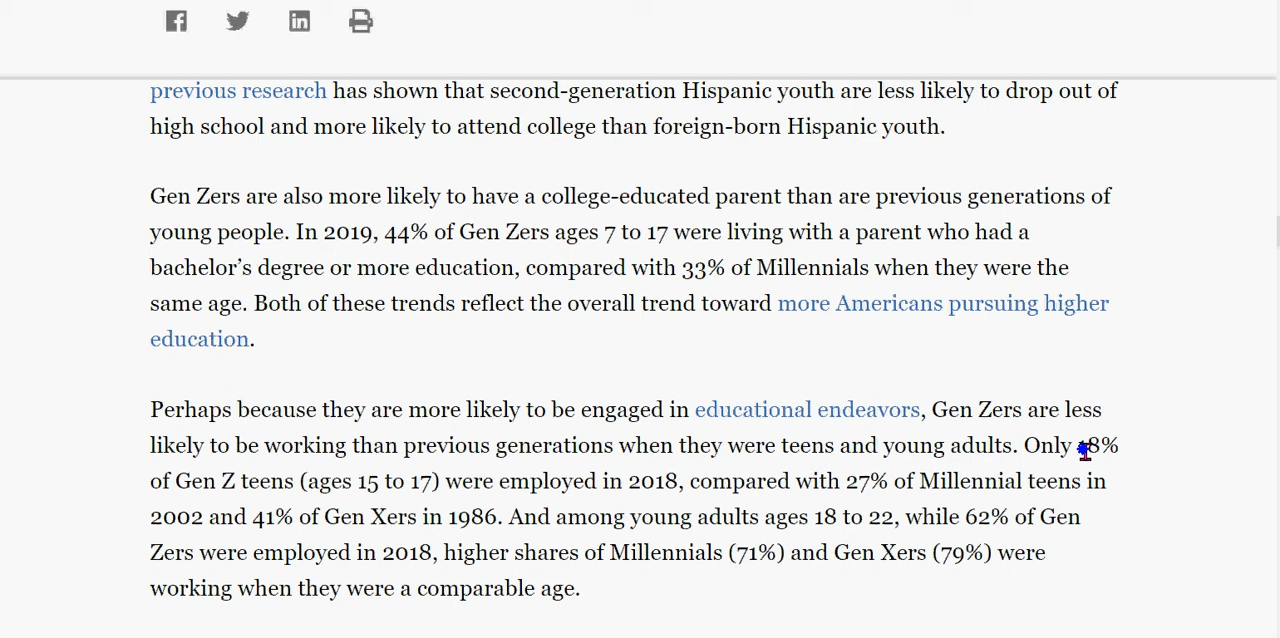 previous research has shown that second-generation Hispanic youth are less likely to drop out of
high school and more likely to attend college than foreign-born Hispanic youth.
Gen Zers are also more likely to have a college-educated parent than are previous generations of
young people. In 2019, 44% of Gen Zers ages 7 to 17 were living with a parent who had a
bachelor’s degree or more education, compared with 33% of Millennials when they were the
same age. Both of these trends reflect the overall trend toward more Americans pursuing higher
education.
Perhaps because they are more likely to be engaged in educational endeavors, Gen Zers are less
likely to be working than previous generations when they were teens and young adults. Only
of Gen Z teens (ages 15 to 17) were employed in 2018, compared with 27% of Millennial teens in
2002 and 41% of Gen Xers in 1986. And among young adults ages 18 to 22, while 62% of Gen
Zers were employed in 2018, higher shares of Millennials (71%) and Gen Xers (79%) were
working when they were a comparable age.